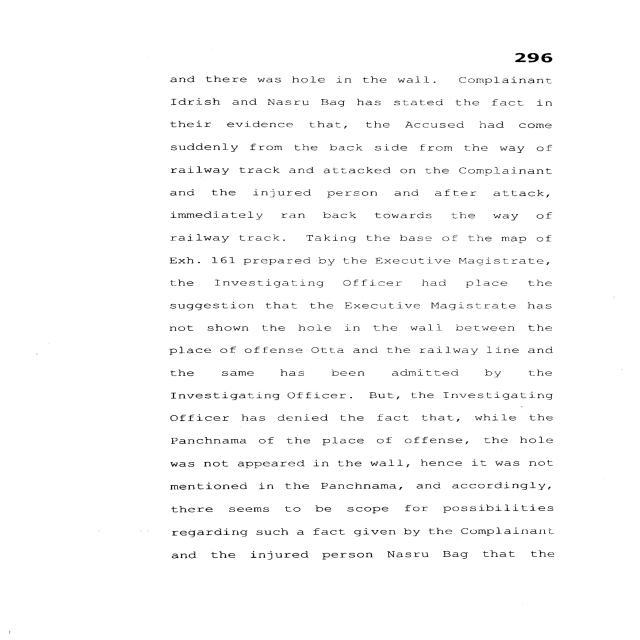 296
and there was hole in the wall. Complainant
Idrish and Nasru Bag has stated the fact in
their evidence that, the Accused had come
suddenly from the back side from the way of
railway track and attacked on the Complainant
and the injured person and after attack,
immediately ran back towards the way of
railway track. Taking the base of the map of
Exh. 161 prepared by the Executive Magistrate,
the Investigating Officer had place the
suggestion that the Executive Magistrate has
not shown the hole in the wall between the
place of offense Otta and the railway line and
the same has been admitted by the
Investigating Officer. But, the Investigating
Officer has denied the fact that, while the
Panchnama of the place of offense, the hole
was not appeared in the wall, hence it was not
mentioned in the Panchnama, and accordingly,
there seems to be scope for possibilities
regarding such a fact given by the Complainant
and the injured person Nasru Bag that the